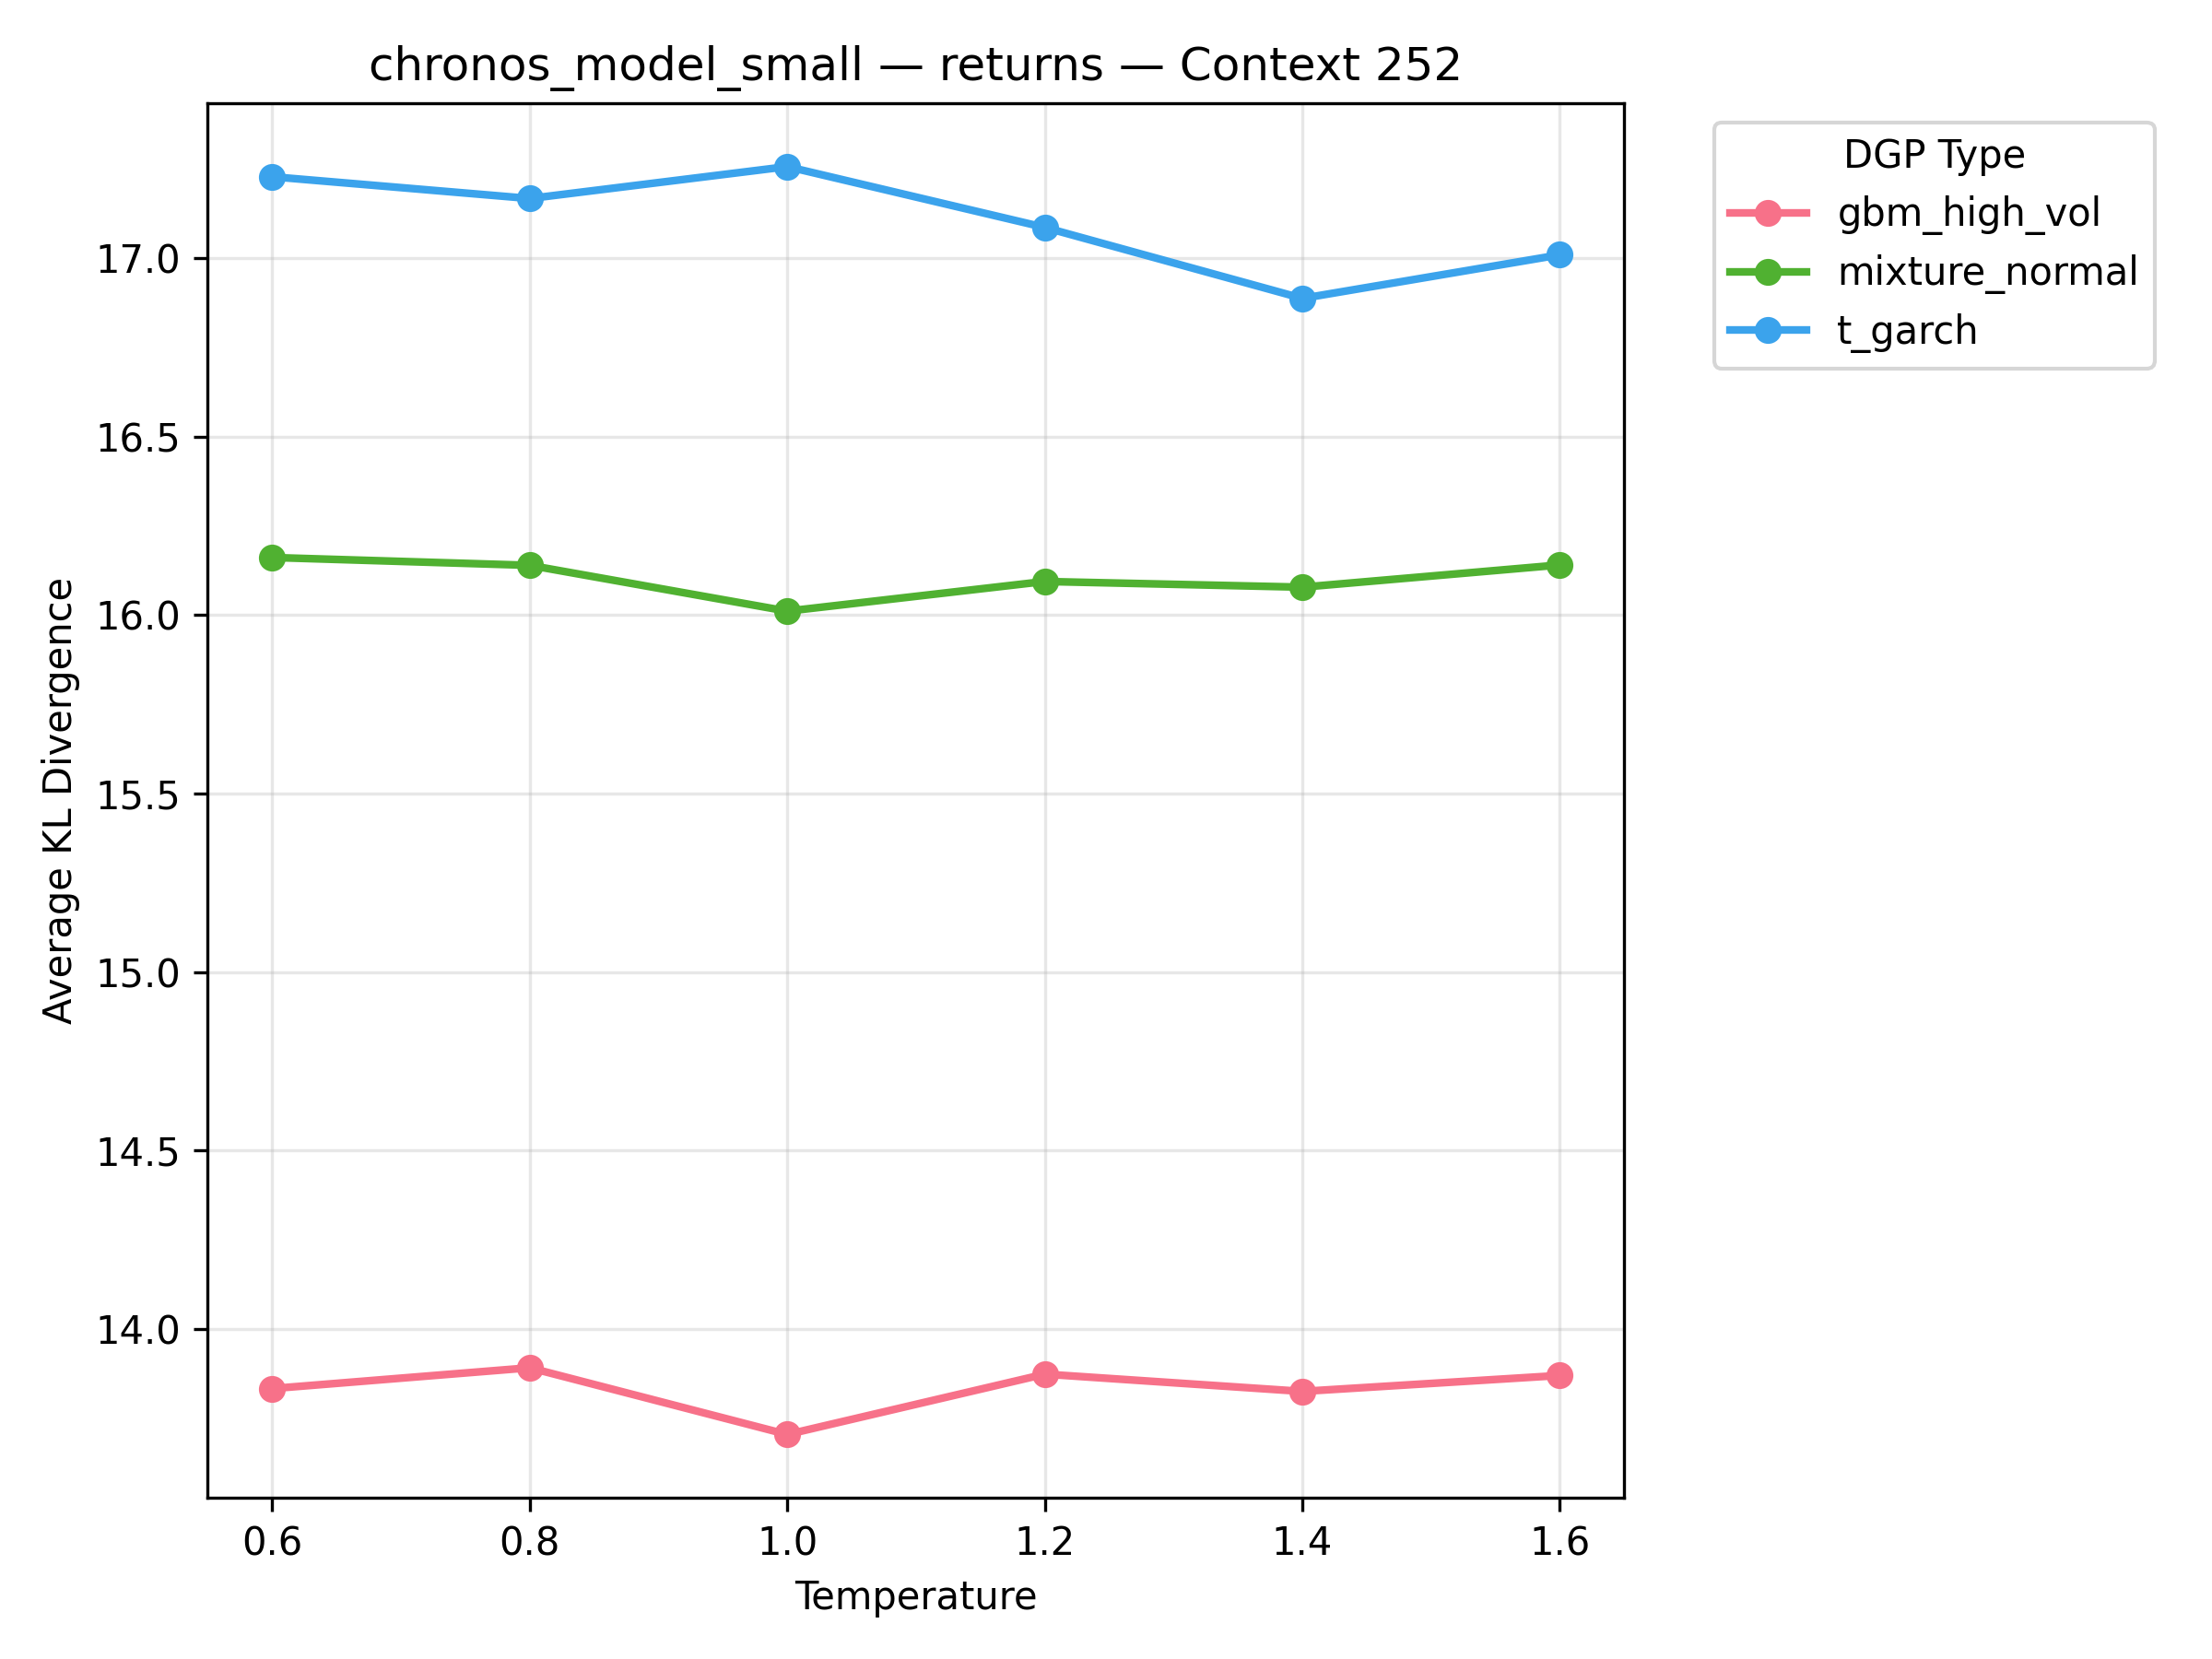 chronos_model_small — returns — Context 252
DGP Type
gbm_high_vol
mixture_normal
t_garch
Average KL Divergence
17.0
16.5
16.0
15.5
15.0
14.5
14.0
0.6 0.8 1.0 1.2 1.4 1.6
Temperature